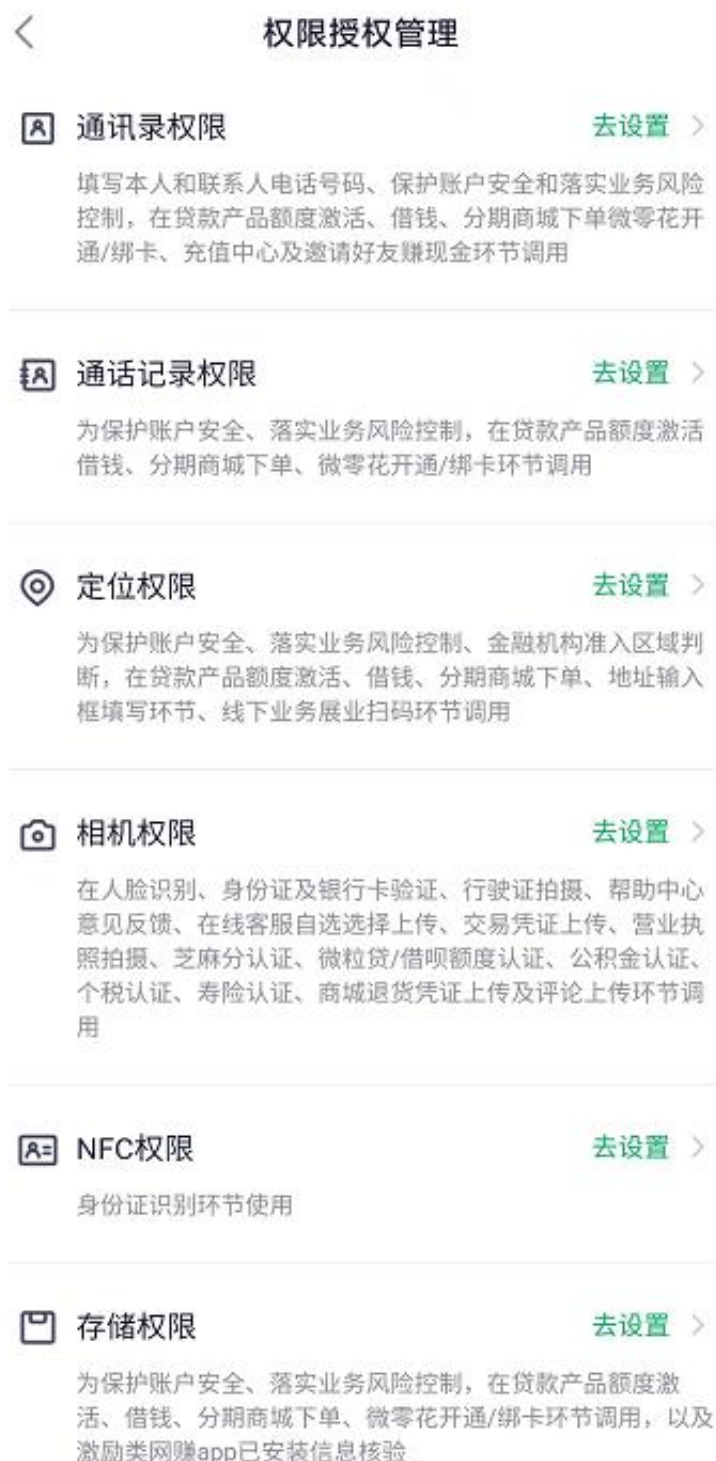 权限授权管理
通讯录权限 去设置
填写本人和联系人电话号码、保护账户安全和落实业务风险
控制，在贷款产品额度激活、借钱、分期商城下单微零花开
通/绑卡、充值中心及邀请好友赚现金环节调用
通话记录权限 去设置
为保护账户安全、落实业务风险控制，在贷款产品额度激活
借钱、分期商城下单、微零花开通/绑卡环节调用
定位权限 去设置
为保护账户安全、落实业务风险控制、金融机构准入区域判
断，在贷款产品额度激活、借钱、分期商城下单、地址输入
框填写环节、线下业务展业扫码环节调用
相机权限 去设置
在人脸识别、身份证及银行卡验证、行驶证拍摄、帮助中心
意见反馈、在线客服自选选择上传、交易凭证上传、营业执
照拍摄、芝麻分认证、微粒贷/借呗额度认证、公积金认证、
个税认证、寿险认证、商城退货凭证上传及评论上传环节调
用
NFC权限 去设置
身份证识别环节使用
存储权限 去设置
为保护账户安全、落实业务风险控制，在贷款产品额度激
活、借钱、分期商城下单、微零花开通/绑卡环节调用，以及
激励类网赚app已安装信息核验